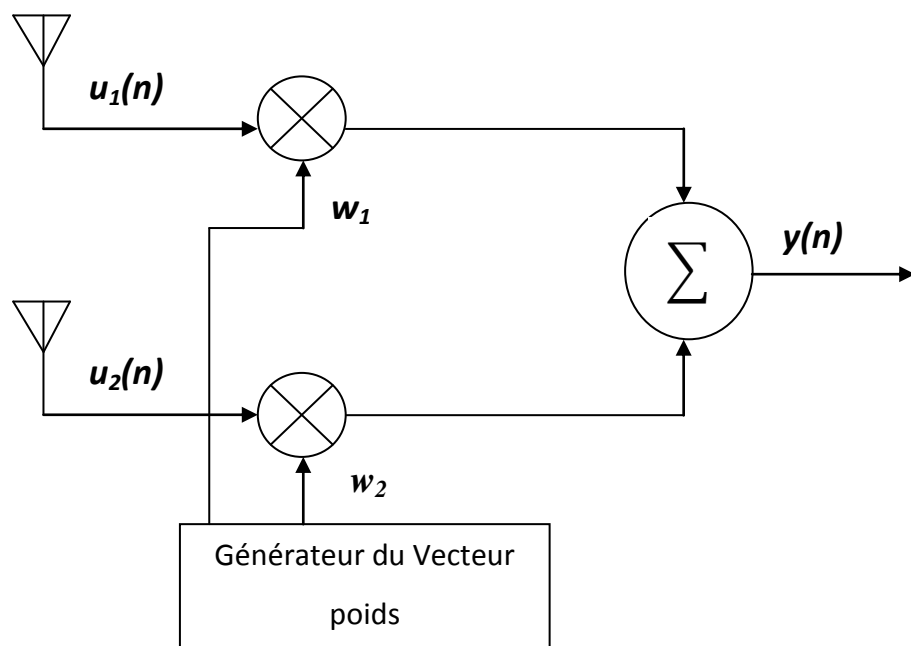 u₁(n)
w₁
y(n)
∑
u₂(n)
w₂
Générateur du Vecteur
poids